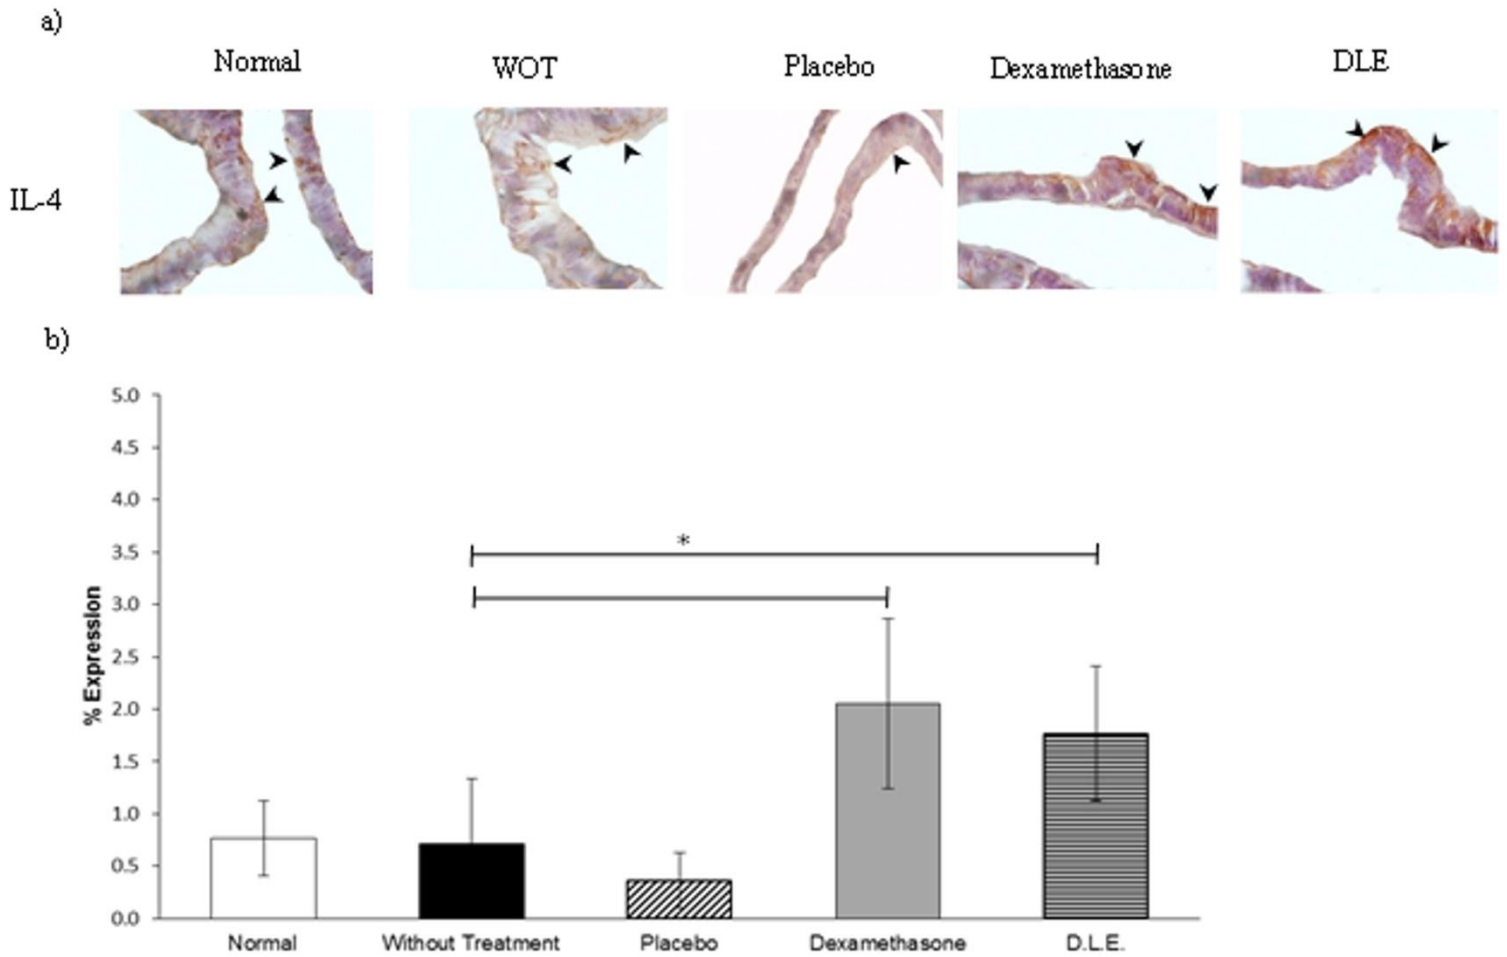 a)
Normal
WOT
Placebo
Dexamethasone
DLE
IL-4
b)
5.0
4.5
4.0
3.5
3.0
2.5
2.0
1.5
1.0
0.5
0.0
% Expression
*
Normal
Without Treatment
Placebo
Dexamethasone
D.L.E.